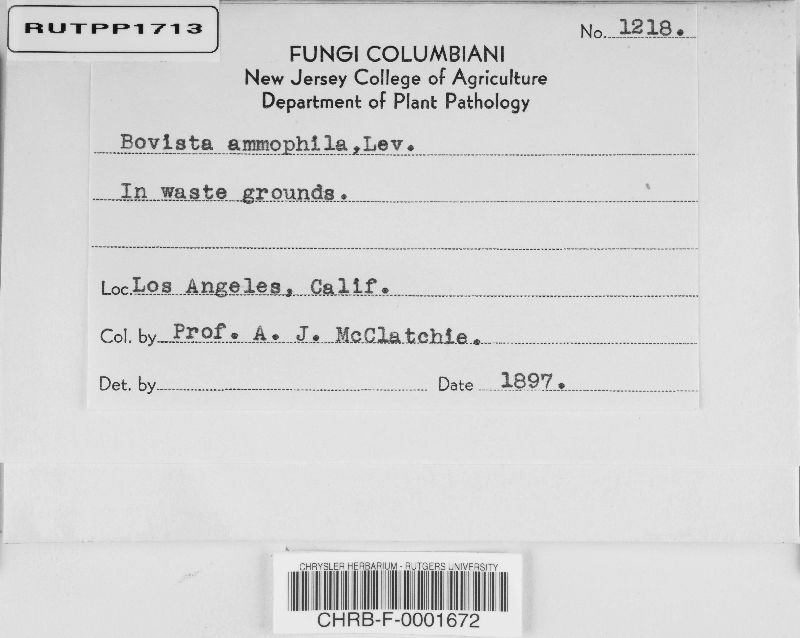 RUTPP1713
No. 1218.
FUNGI COLUMBIANI
New Jersey College of Agriculture
Department of Plant Pathology
Bovista ammophila,Lev.
In waste grounds.
Loc. Los Angeles, Calif.
Col. by Prof. A. J. McClatchie.
Det. by Date 1897.
CHRYSLER HERBARIUM - RUTGERS UNIVERSITY
CHRB-F-0001672